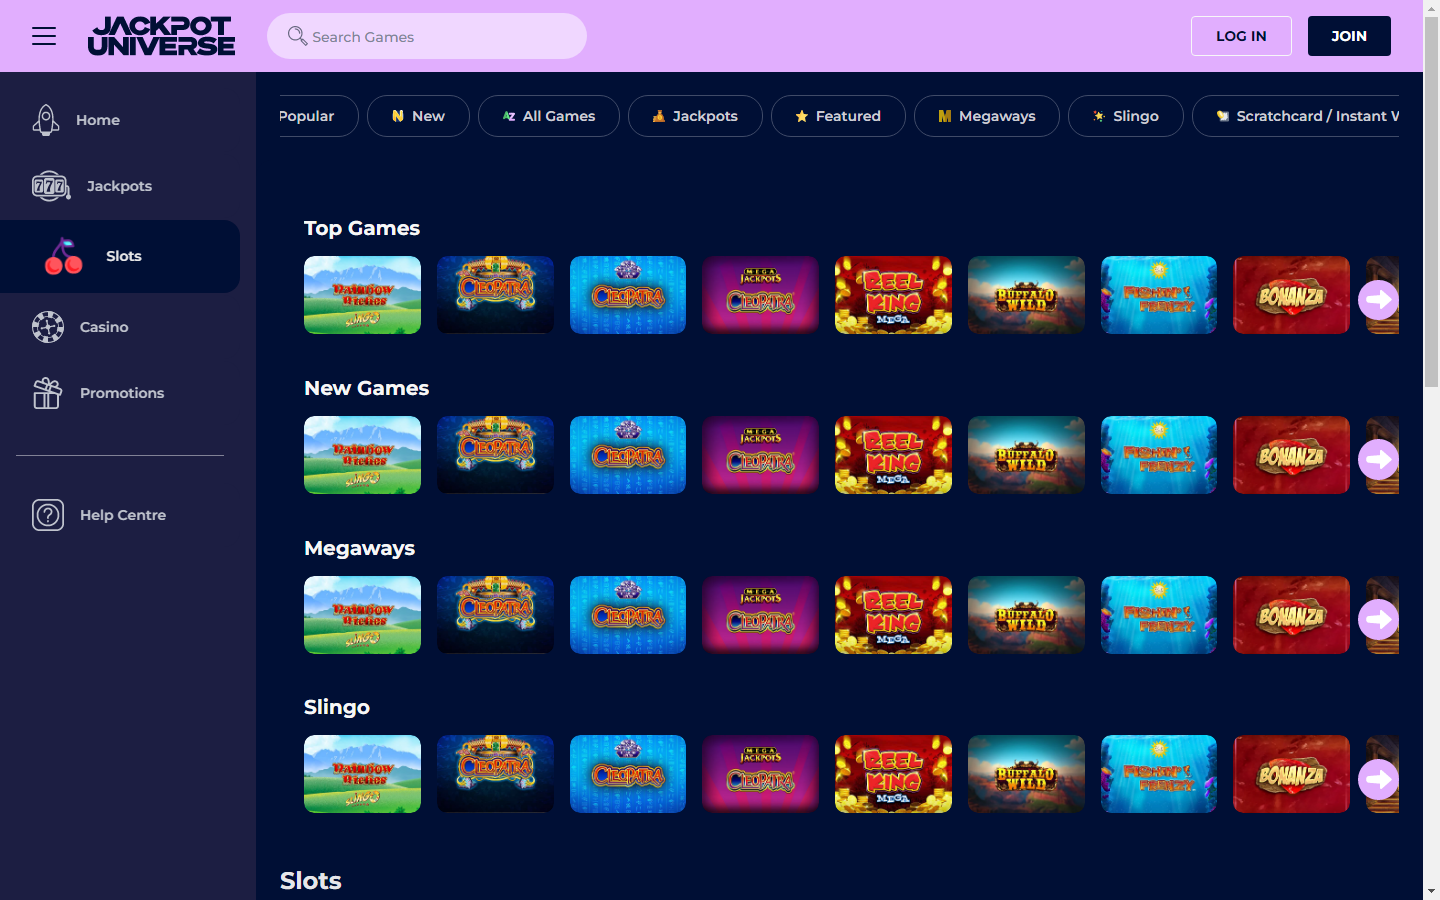 JACKPOT
UNIVERSE
Search Games
LOG IN
JOIN
Home
Jackpots
Slots
Casino
Promotions
Help Centre
Popular
New
All Games
Jackpots
Featured
Megaways
Slingo
Scratchcard / Instant
Top Games
Rainbow
Riches
SLINGO
CLEOPATRA
CLEOPATRA
MEGA
JACKPOTS
CLEOPATRA
REEL
KING
MEGA
BUFFALO
WILD
FISHIN'
FRENZY
BONANZA
New Games
Rainbow
Riches
SLINGO
CLEOPATRA
CLEOPATRA
MEGA
JACKPOTS
CLEOPATRA
REEL
KING
MEGA
BUFFALO
WILD
FISHIN'
FRENZY
BONANZA
Megaways
Rainbow
Riches
SLINGO
CLEOPATRA
CLEOPATRA
MEGA
JACKPOTS
CLEOPATRA
REEL
KING
MEGA
BUFFALO
WILD
FISHIN'
FRENZY
BONANZA
Slingo
Rainbow
Riches
SLINGO
CLEOPATRA
CLEOPATRA
MEGA
JACKPOTS
CLEOPATRA
REEL
KING
MEGA
BUFFALO
WILD
FISHIN'
FRENZY
BONANZA
Slots